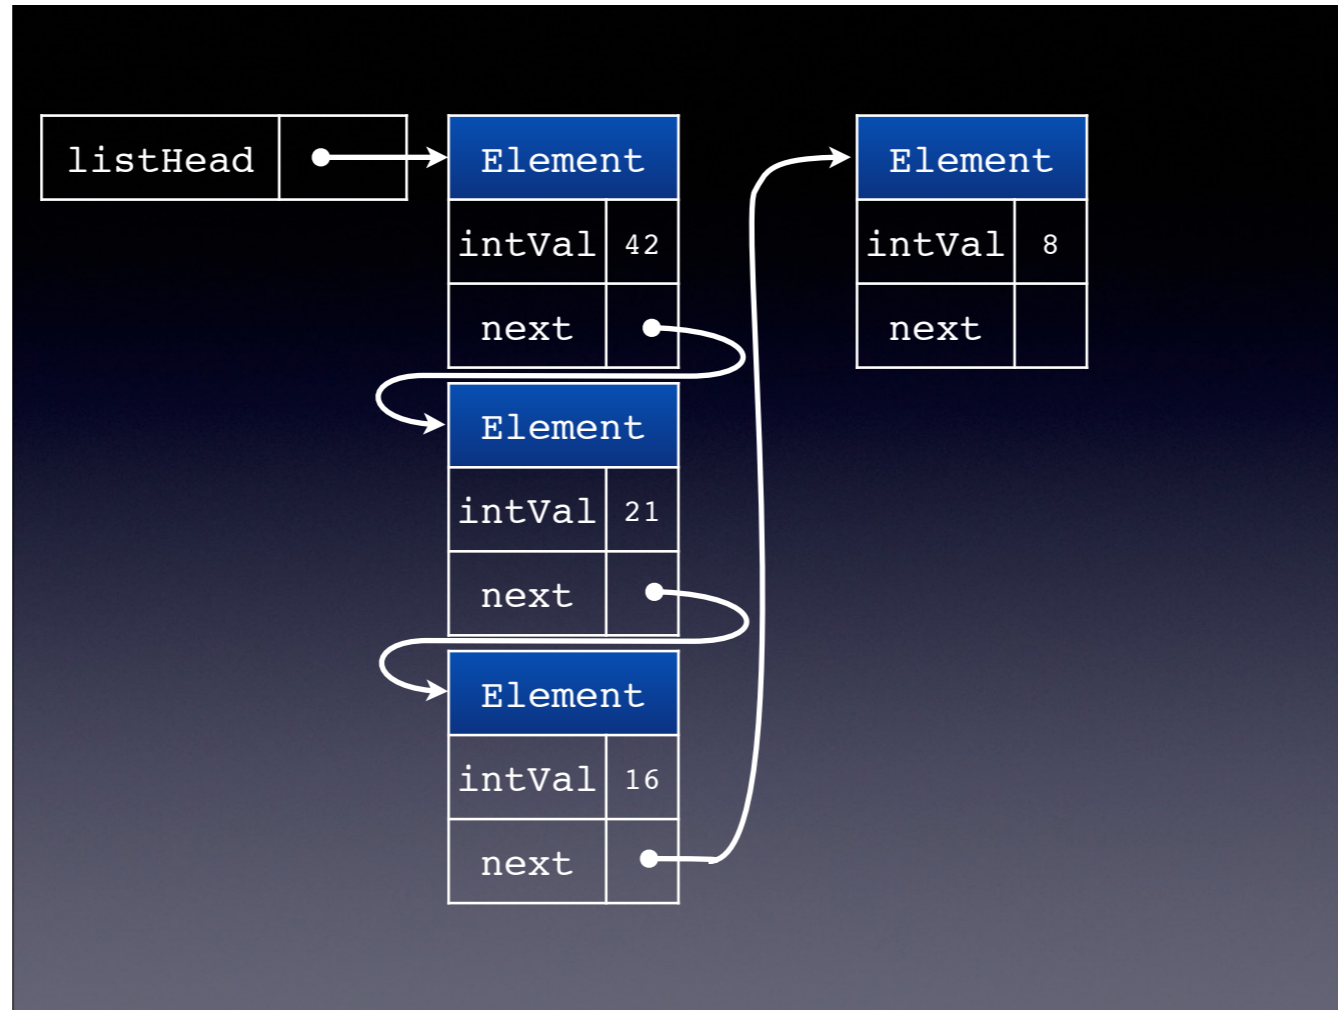 listHead
Element
intVal 42
next
Element
intVal 21
next
Element
intVal 16
next
Element
intVal 8
next